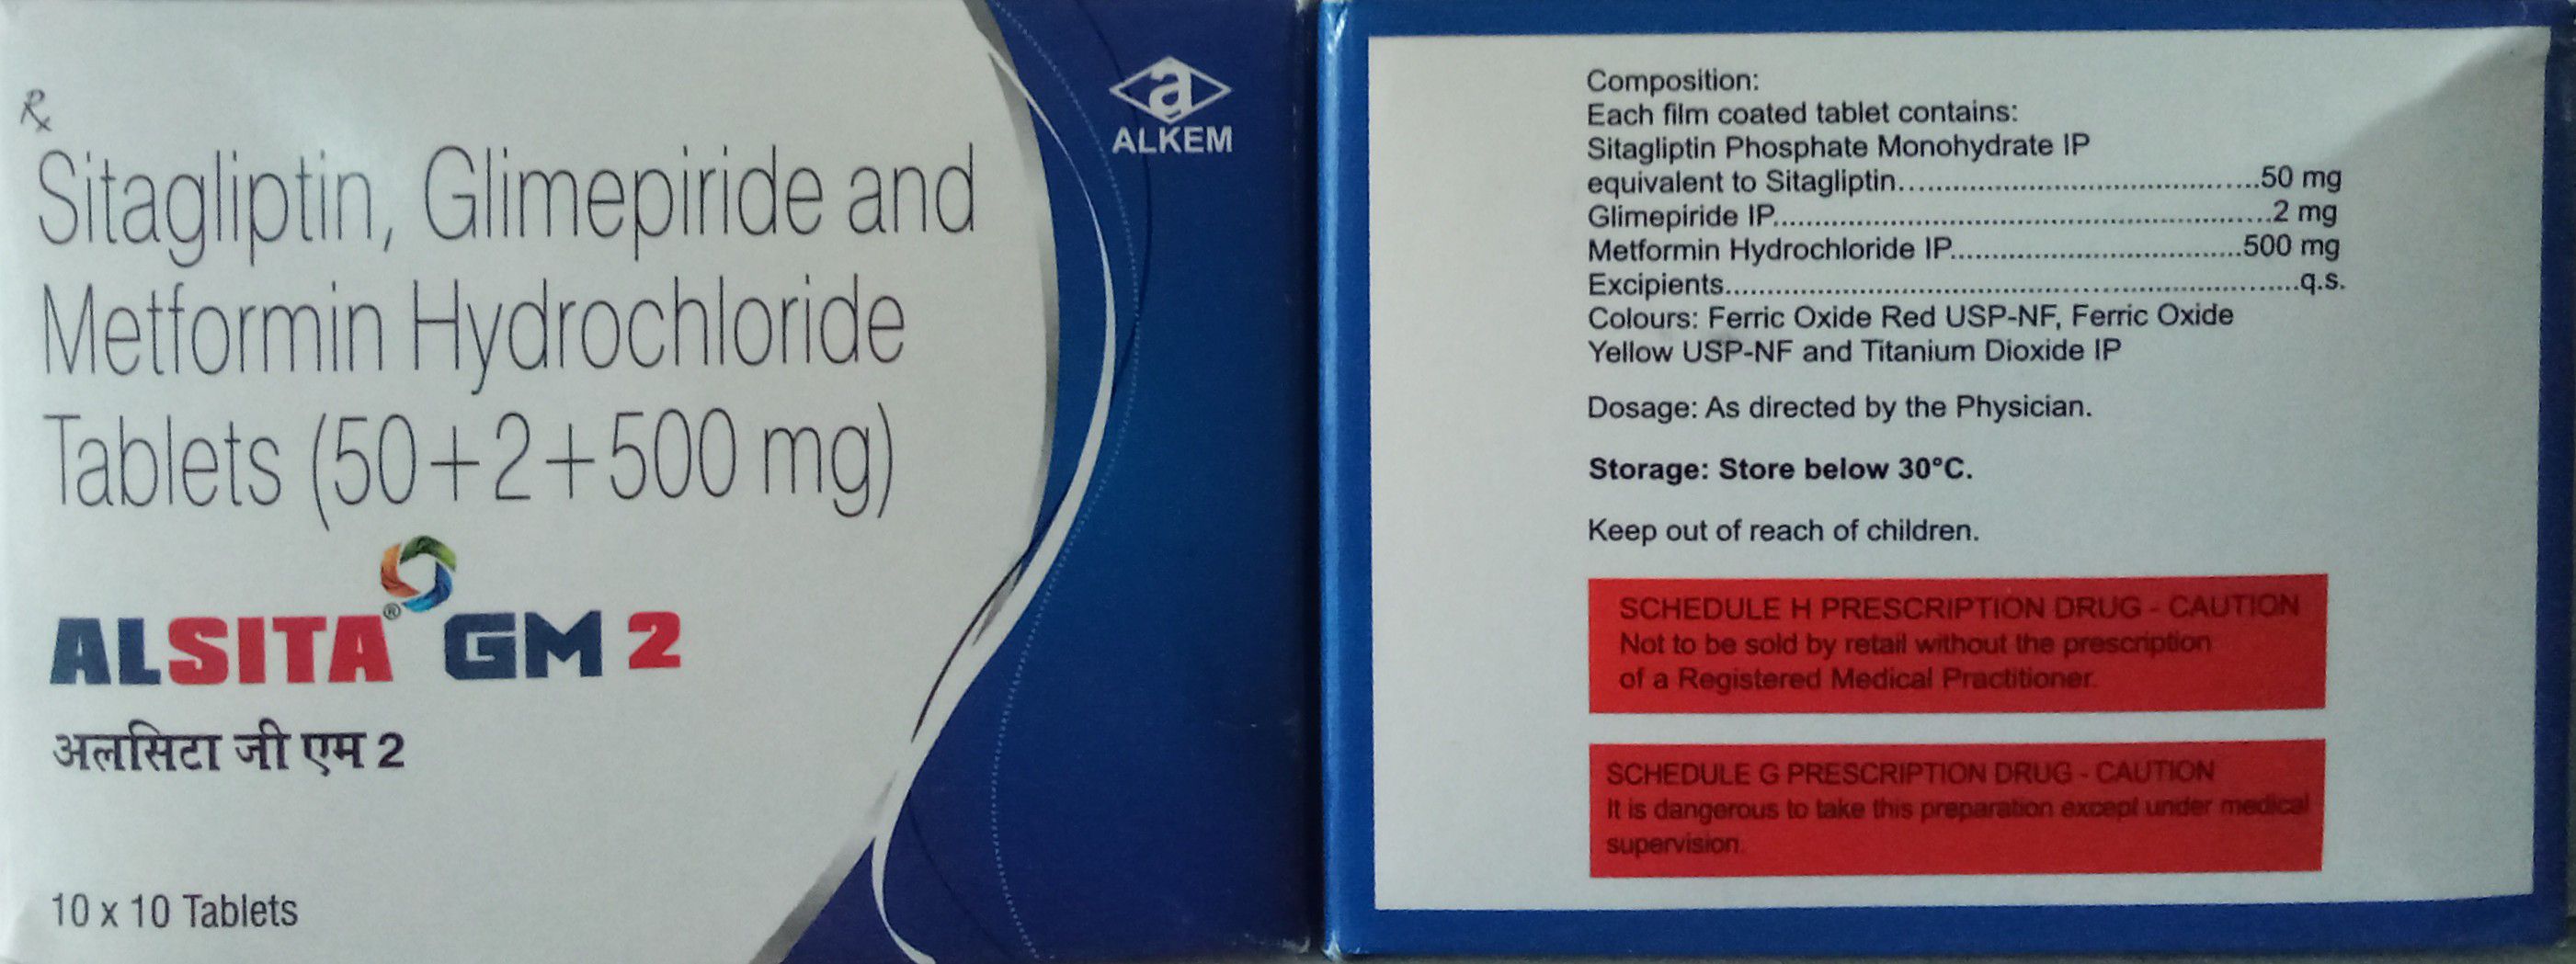 Rx
Sitagliptin, Glimepiride and
Metformin Hydrochloride
Tablets (50+2+500 mg)
ALSITA® GM 2
अलसिटा जी एम 2
10 x 10 Tablets
a
ALKEM
Composition:
Each film coated tablet contains:
Sitagliptin Phosphate Monohydrate IP
equivalent to Sitagliptin..........................................50 mg
Glimepiride IP..........................................................2 mg
Metformin Hydrochloride IP..................................500 mg
Excipients..................................................................q.s.
Colours: Ferric Oxide Red USP-NF, Ferric Oxide
Yellow USP-NF and Titanium Dioxide IP
Dosage: As directed by the Physician.
Storage: Store below 30°C.
Keep out of reach of children.
SCHEDULE H PRESCRIPTION DRUG - CAUTION
Not to be sold by retail without the prescription
of a Registered Medical Practitioner.
SCHEDULE G PRESCRIPTION DRUG - CAUTION
It is dangerous to take this preparation except under medical
supervision.